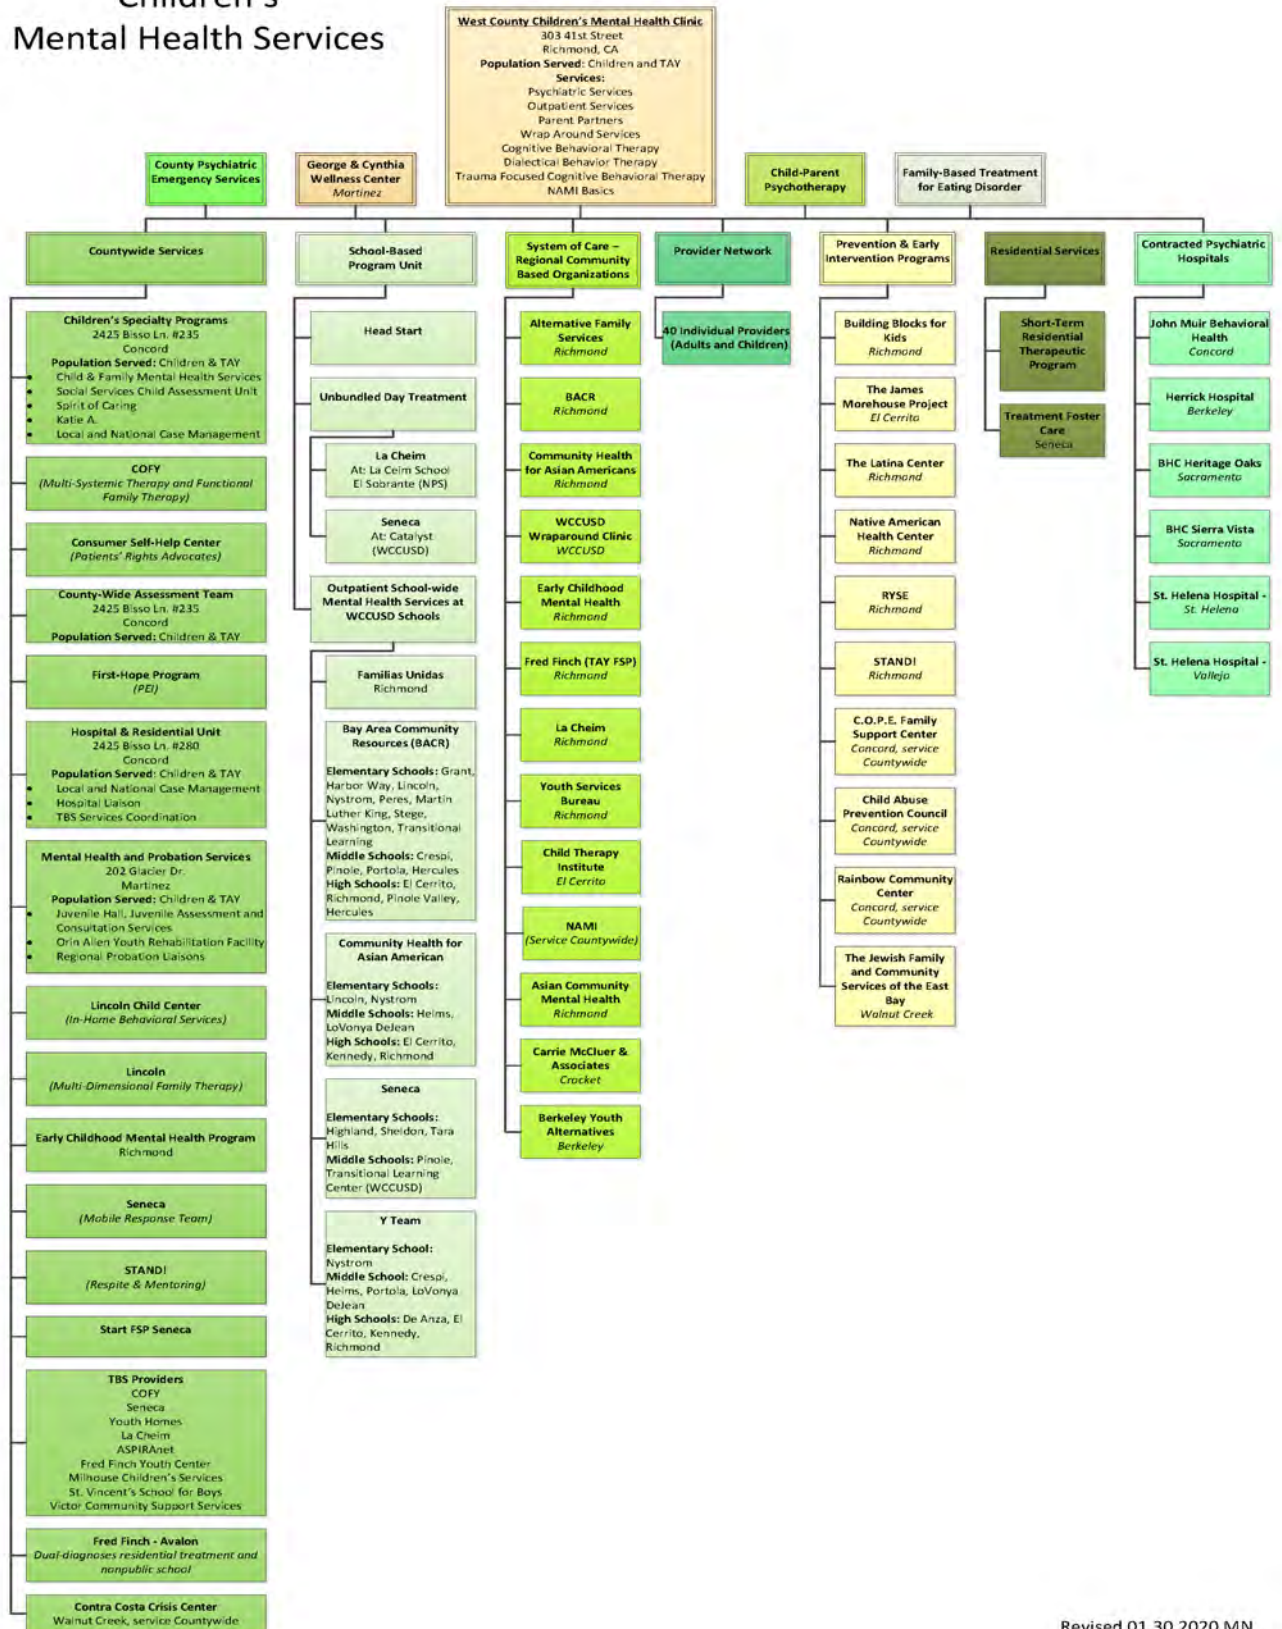 Children's
Mental Health Services
West County Children's Mental Health Clinic
303 41st Street
Richmond, CA
Population Served: Children and TAY
Services:
Psychiatric Services
Outpatient Services
Parent Partners
Wrap Around Services
Cognitive Behavioral Therapy
Dialectical Behavior Therapy
Trauma Focused Cognitive Behavioral Therapy
NAMI Basics
County Psychiatric
Emergency Services
George & Cynthia
Wellness Center
Martinez
Child-Parent
Psychotherapy
Family-Based Treatment
for Eating Disorder
Countywide Services
Children's Specialty Programs
2425 Bisso Ln. #235
Concord
Population Served: Children & TAY
• Child & Family Mental Health Services
• Social Services Child Assessment Unit
• Spirit of Caring
• Katie A.
• Local and National Case Management
COFY
(Multi-Systemic Therapy and Functional
Family Therapy)
Consumer Self-Help Center
(Patients' Rights Advocates)
County-Wide Assessment Team
2425 Bisso Ln. #235
Concord
Population Served: Children & TAY
First-Hope Program
(PEI)
Hospital & Residential Unit
2425 Bisso Ln. #280
Concord
Population Served: Children & TAY
• Local and National Case Management
• Hospital Liaison
• TBS Services Coordination
Mental Health and Probation Services
202 Glacier Dr.
Martinez
Population Served: Children & TAY
• Juvenile Hall, Juvenile Assessment and
Consultation Services
• Orin Allen Youth Rehabilitation Facility
• Regional Probation Liaisons
Lincoln Child Center
(In-Home Behavioral Services)
Lincoln
(Multi-Dimensional Family Therapy)
Early Childhood Mental Health Program
Richmond
Seneca
(Mobile Response Team)
STAND!
(Respite & Mentoring)
Start FSP Seneca
TBS Providers
COFY
Seneca
Youth Homes
La Cheim
ASPIRAnet
Fred Finch Youth Center
Milhouse Children's Services
St. Vincent's School for Boys
Victor Community Support Services
Fred Finch - Avalon
Dual-diagnoses residential treatment and
nonpublic school
Contra Costa Crisis Center
Walnut Creek, service Countywide
School-Based
Program Unit
Head Start
Unbundled Day Treatment
La Cheim
At: La Ceim School
El Sobrante (NPS)
Seneca
At: Catalyst
(WCCUSD)
Outpatient School-wide
Mental Health Services at
WCCUSD Schools
Familias Unidas
Richmond
Bay Area Community
Resources (BACR)
Elementary Schools: Grant,
Harbor Way, Lincoln,
Nystrom, Peres, Martin
Luther King, Stege,
Washington, Transitional
Learning
Middle Schools: Crespi,
Pinole, Portola, Hercules
High Schools: El Cerrito,
Richmond, Pinole Valley,
Hercules
Community Health for
Asian American
Elementary Schools:
Lincoln, Nystrom
Middle Schools: Helms,
LoVonya DeJean
High Schools: El Cerrito,
Kennedy, Richmond
Seneca
Elementary Schools:
Highland, Sheldon, Tara
Hills
Middle Schools: Pinole,
Transitional Learning
Center (WCCUSD)
Y Team
Elementary School:
Nystrom
Middle School: Crespi,
Helms, Portola, LoVonya
DeJean
High Schools: De Anza, El
Cerrito, Kennedy,
Richmond
System of Care –
Regional Community
Based Organizations
Alternative Family
Services
Richmond
BACR
Richmond
Community Health
for Asian Americans
Richmond
WCCUSD
Wraparound Clinic
WCCUSD
Early Childhood
Mental Health
Richmond
Fred Finch (TAY FSP)
Richmond
La Cheim
Richmond
Youth Services
Bureau
Richmond
Child Therapy
Institute
El Cerrito
NAMI
(Service Countywide)
Asian Community
Mental Health
Richmond
Carrie McCluer &
Associates
Crocket
Berkeley Youth
Alternatives
Berkeley
Provider Network
40 Individual Providers
(Adults and Children)
Prevention & Early
Intervention Programs
Building Blocks for
Kids
Richmond
The James
Morehouse Project
El Cerrito
The Latina Center
Richmond
Native American
Health Center
Richmond
RYSE
Richmond
STAND!
Richmond
C.O.P.E. Family
Support Center
Concord, service
Countywide
Child Abuse
Prevention Council
Concord, service
Countywide
Rainbow Community
Center
Concord, service
Countywide
The Jewish Family
and Community
Services of the East
Bay
Walnut Creek
Residential Services
Short-Term
Residential
Therapeutic
Program
Treatment Foster
Care
Seneca
Contracted Psychiatric
Hospitals
John Muir Behavioral
Health
Concord
Herrick Hospital
Berkeley
BHC Heritage Oaks
Sacramento
BHC Sierra Vista
Sacramento
St. Helena Hospital -
St. Helena
St. Helena Hospital -
Vallejo
Revised 01.30.2020 MN